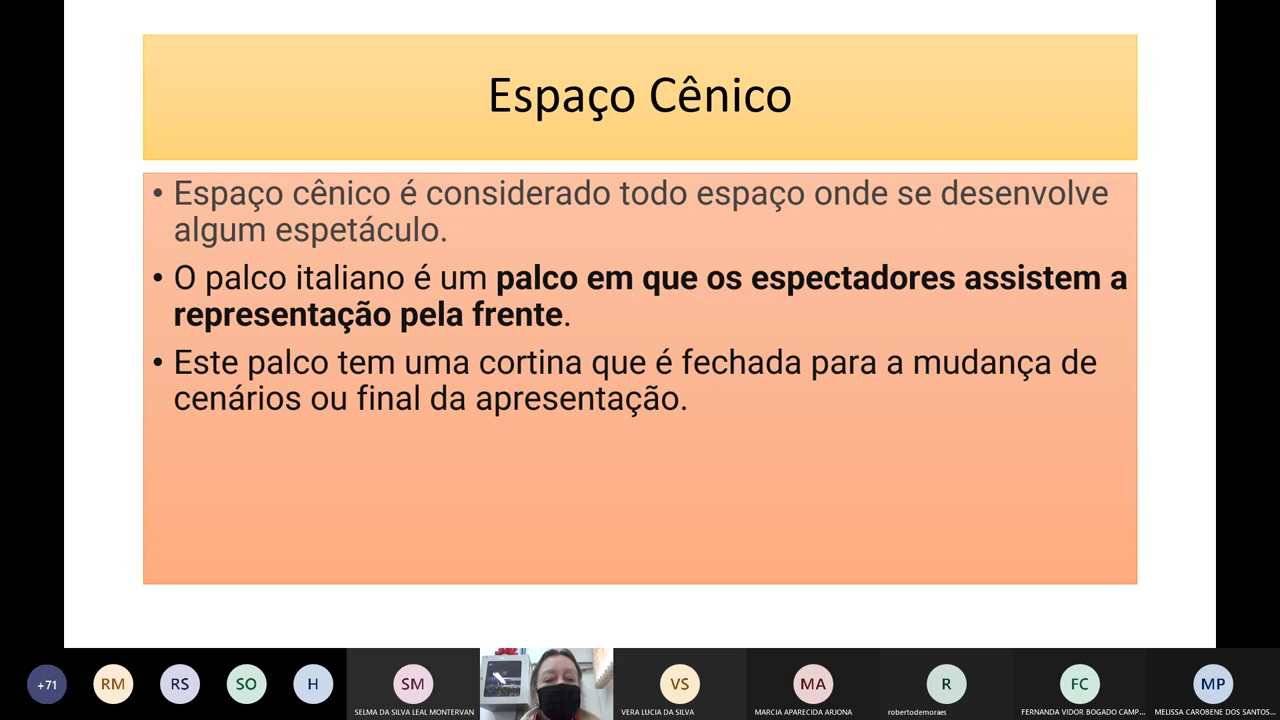 Espaço Cênico
• Espaço cênico é considerado todo espaço onde se desenvolve
algum espetáculo.
• O palco italiano é um palco em que os espectadores assistem a
representação pela frente.
• Este palco tem uma cortina que é fechada para a mudança de
cenários ou final da apresentação.
+71
RM
RS
SO
H
SM
VS
MA
R
FC
MP
SELMA DA SILVA LEAL MONTERVAN
VERA LUCIA DA SILVA
MARCIA APARECIDA ARJONA
robertodemoraes
FERNANDA VIDOR BOGADO CAMP...
MELISSA CAROBENE DOS SANTOS...